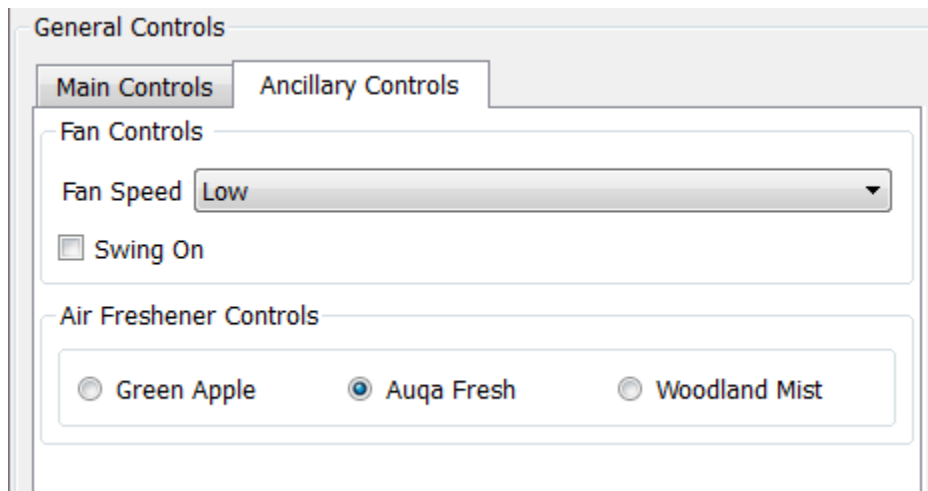 General Controls
Main Controls Ancillary Controls
Fan Controls
Fan Speed Low
Swing On
Air Freshener Controls
Green Apple Auqa Fresh Woodland Mist